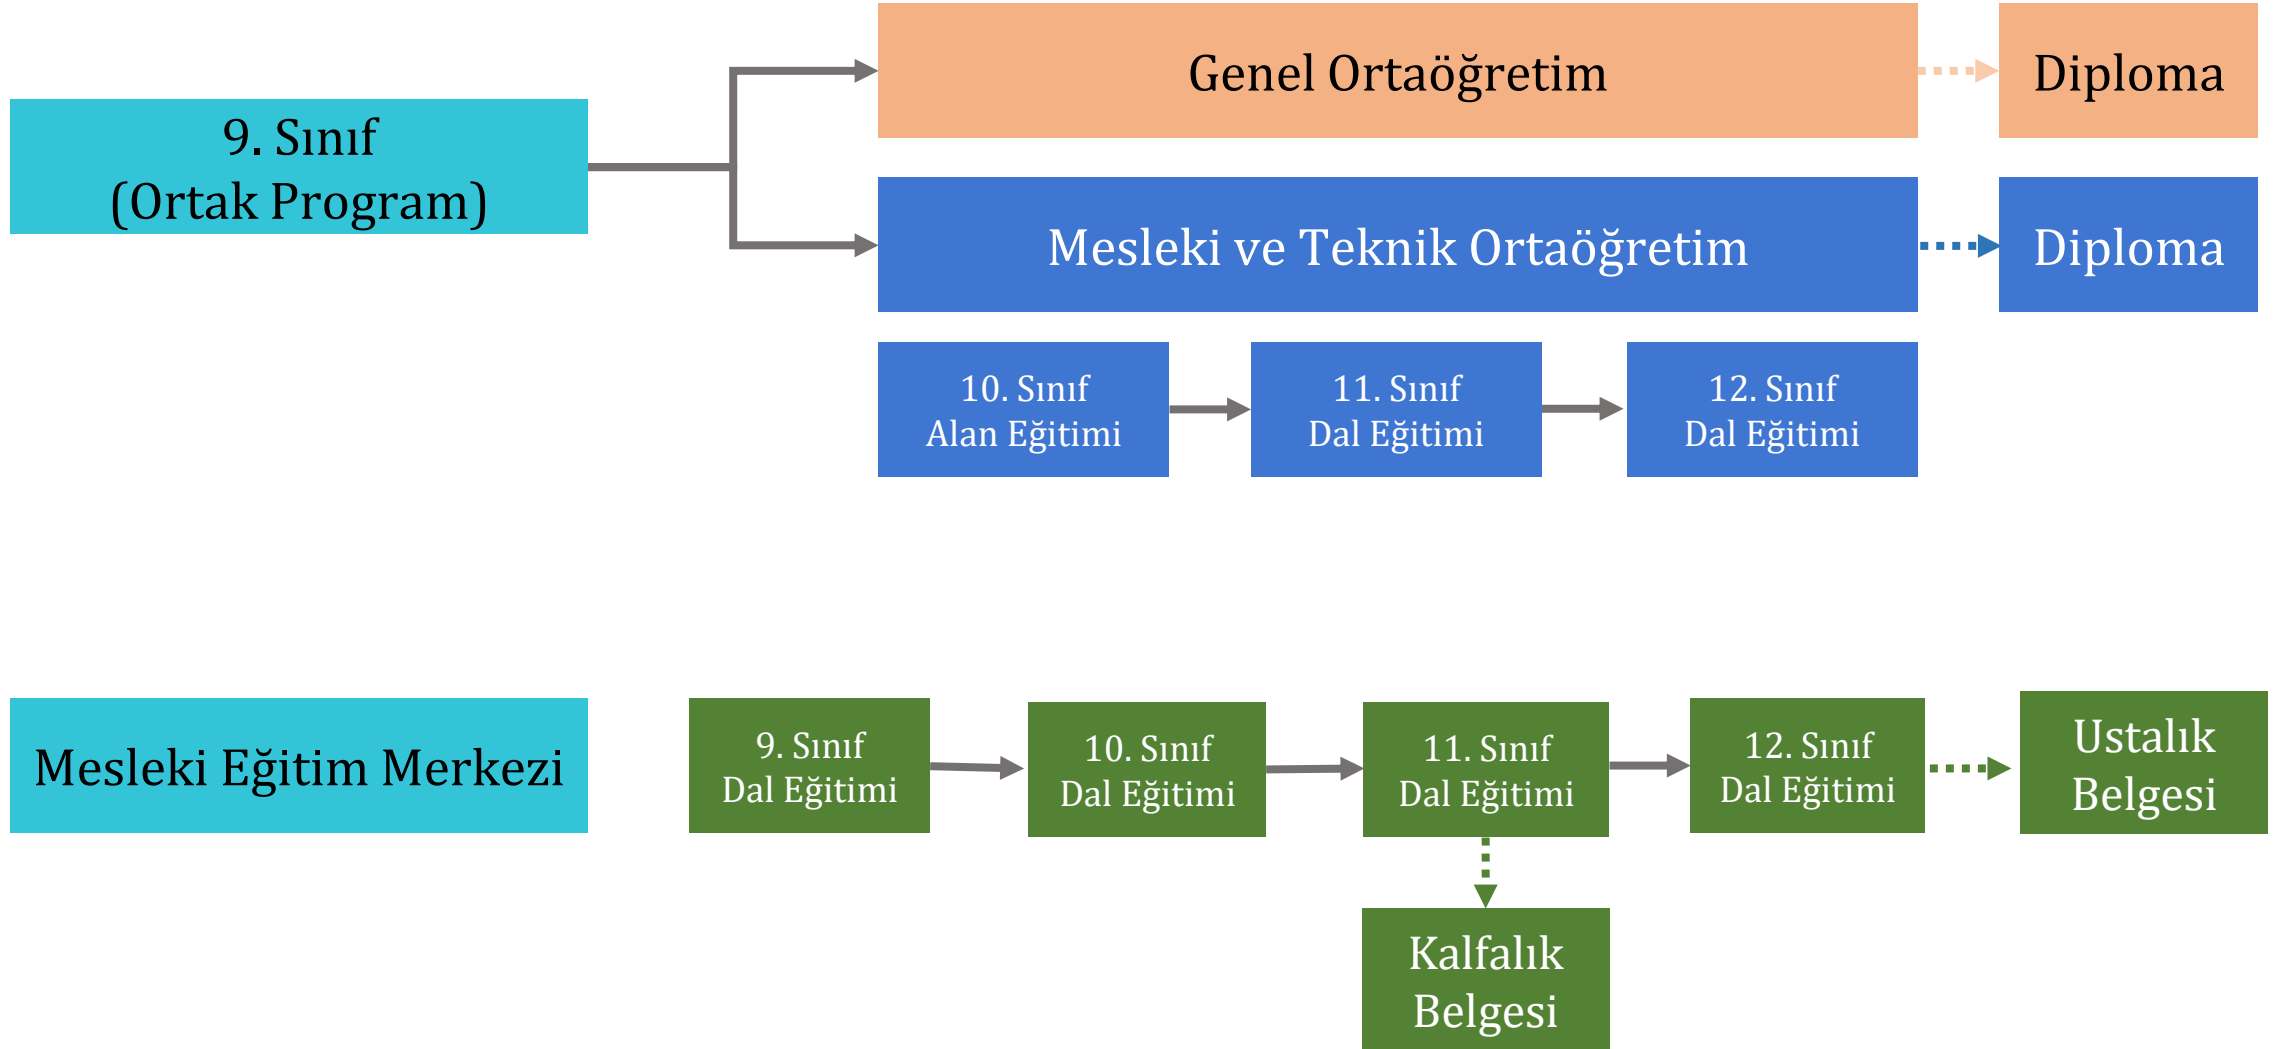 Genel Ortaöğretim
Diploma
9. Sınıf
(Ortak Program)
Mesleki ve Teknik Ortaöğretim
Diploma
10. Sınıf
Alan Eğitimi
11. Sınıf
Dal Eğitimi
12. Sınıf
Dal Eğitimi
Mesleki Eğitim Merkezi
9. Sınıf
Dal Eğitimi
10. Sınıf
Dal Eğitimi
11. Sınıf
Dal Eğitimi
12. Sınıf
Dal Eğitimi
Ustalık
Belgesi
Kalfalık
Belgesi